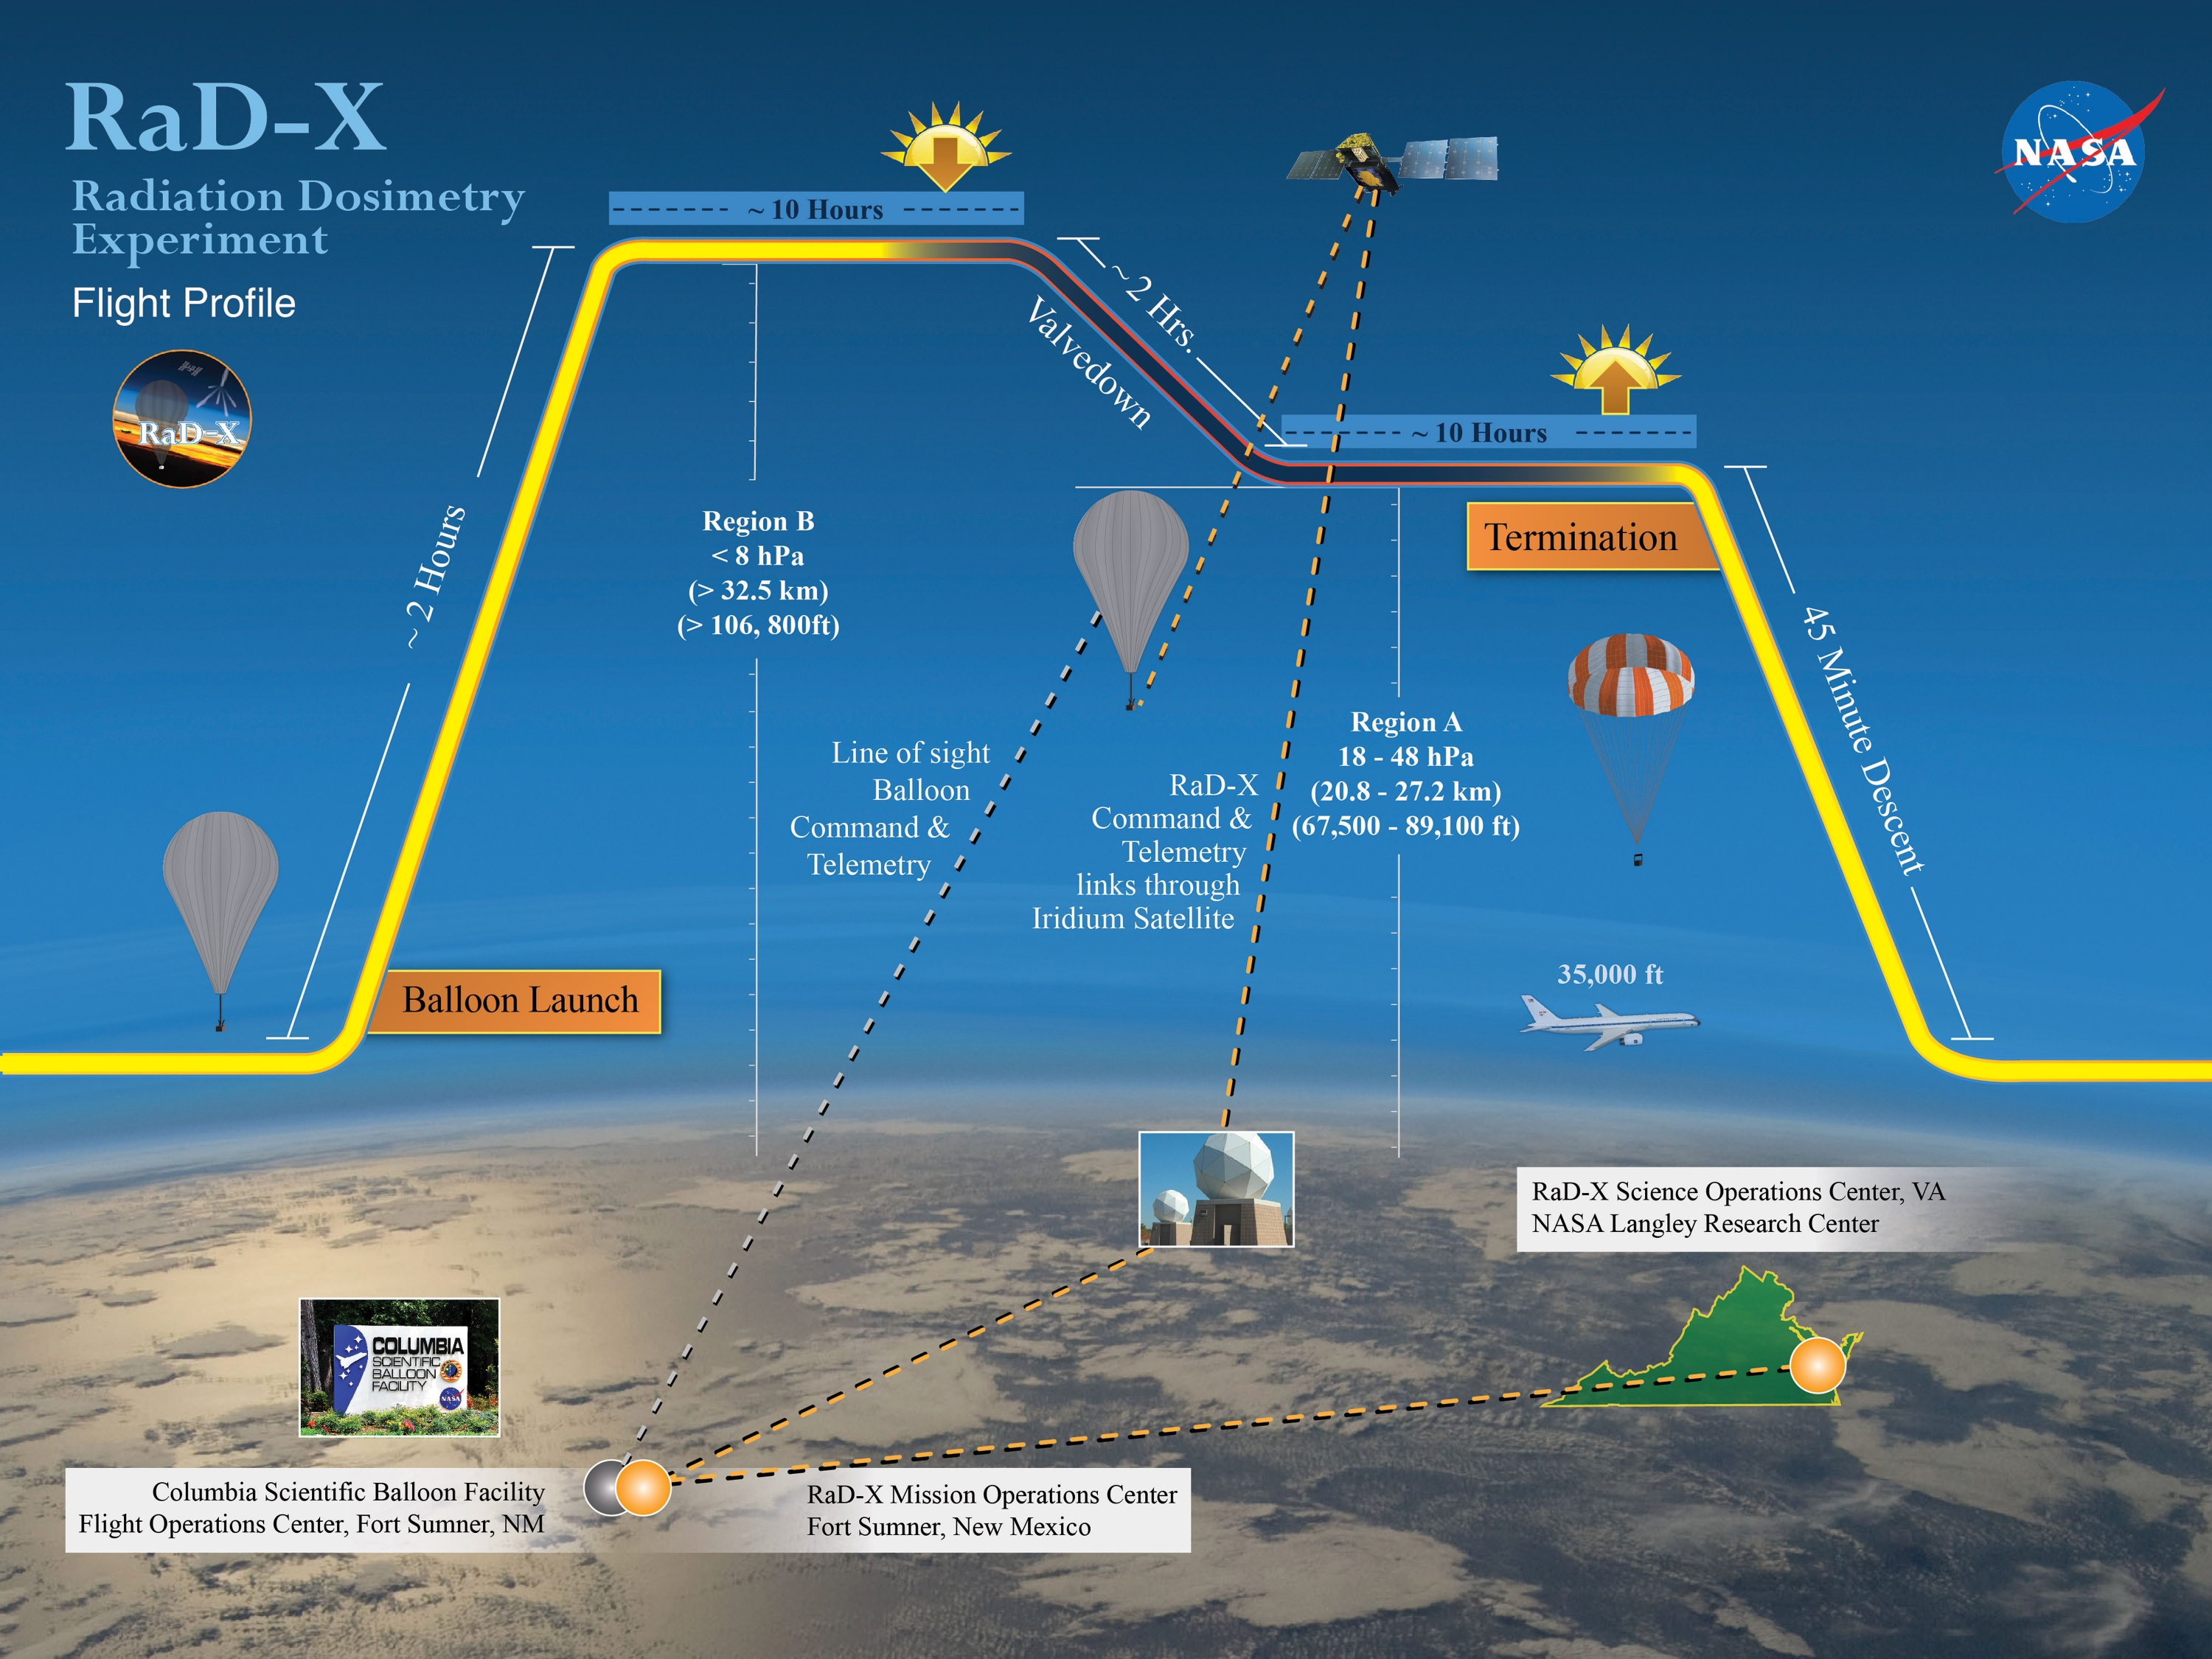 RaD-X
Radiation Dosimetry
Experiment
Flight Profile
RaD-X
NASA
~ 10 Hours
~ 2 Hrs.
Valvedown
~ 10 Hours
~ 2 Hours
Region B
< 8 hPa
(> 32.5 km)
(> 106, 800ft)
Termination
45 Minute Descent
Line of sight
Balloon
Command &
Telemetry
RaD-X
Command &
Telemetry
links through
Iridium Satellite
Region A
18 - 48 hPa
(20.8 - 27.2 km)
(67,500 - 89,100 ft)
35,000 ft
Balloon Launch
RaD-X Science Operations Center, VA
NASA Langley Research Center
COLUMBIA
SCIENTIFIC
BALLOON
FACILITY
NASA
Columbia Scientific Balloon Facility
Flight Operations Center, Fort Sumner, NM
RaD-X Mission Operations Center
Fort Sumner, New Mexico